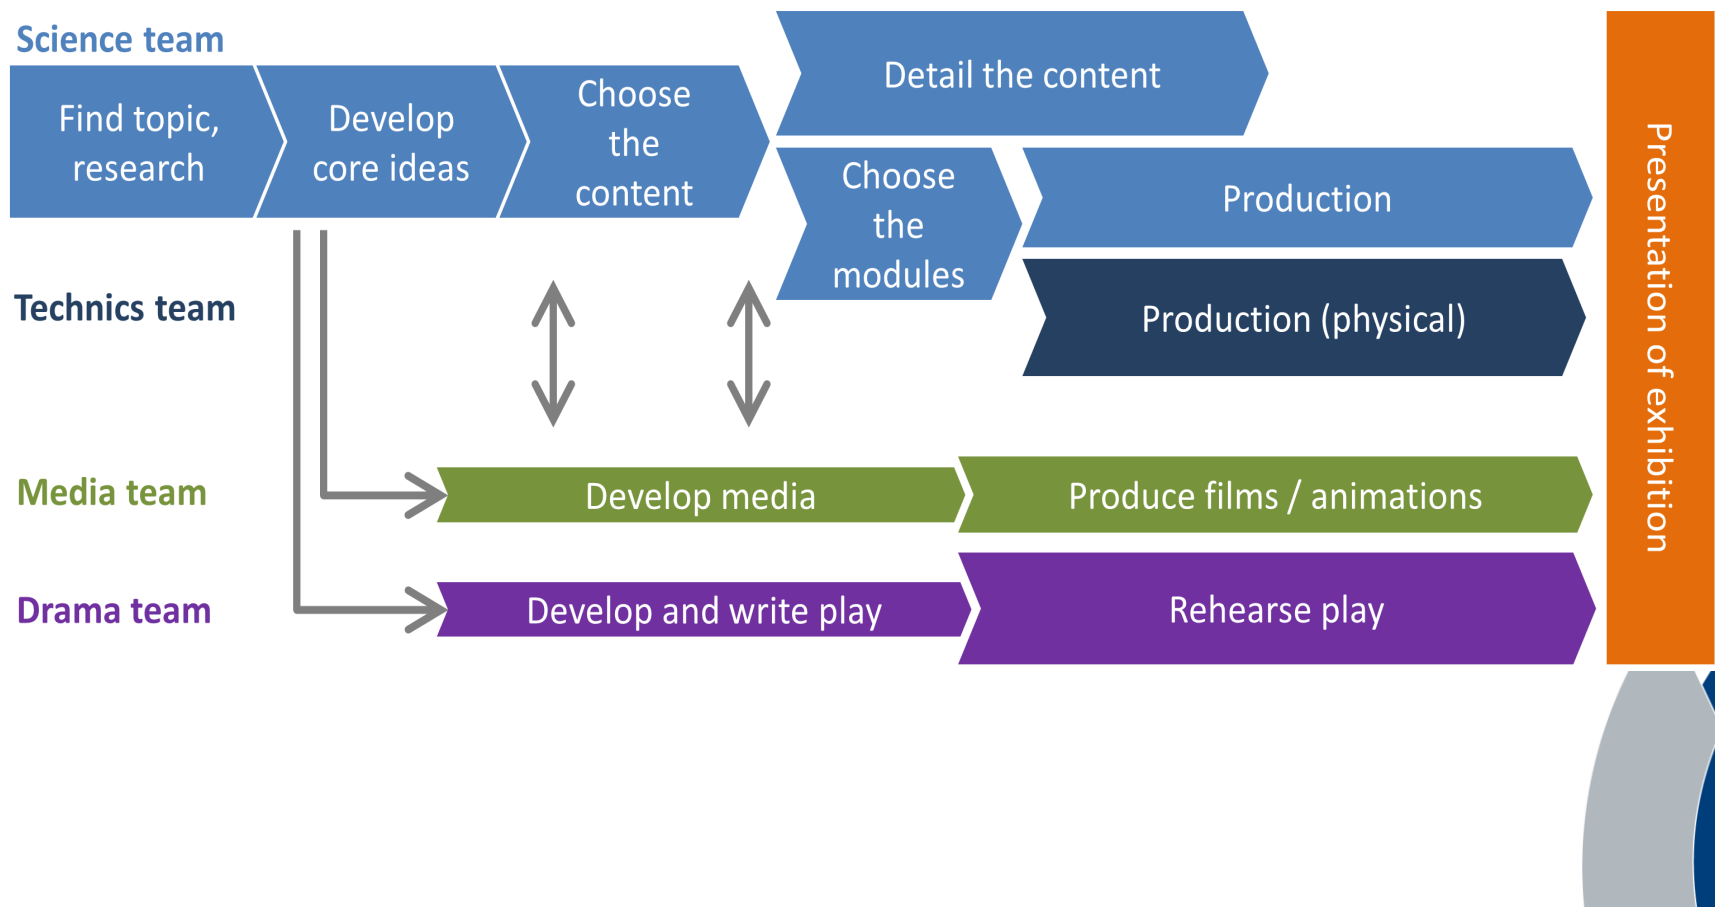 Science team
Find topic,
research
Develop
core ideas
Choose
the
content
Detail the content
Choose
the
modules
Production
Technics team
Production (physical)
Media team
Develop media
Produce films / animations
Drama team
Develop and write play
Rehearse play
Presentation of exhibition